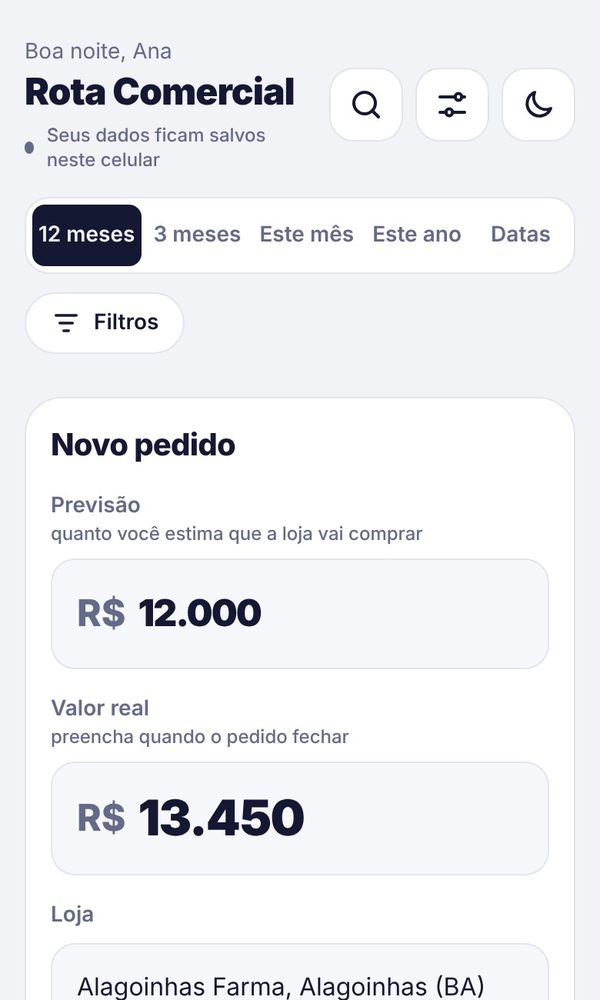 Boa noite, Ana
Rota Comercial
Seus dados ficam salvos
neste celular
12 meses
3 meses
Este mês
Este ano
Datas
Filtros
Novo pedido
Previsão
quanto você estima que a loja vai comprar
R$ 12.000
Valor real
preencha quando o pedido fechar
R$ 13.450
Loja
Alagoinhas Farma, Alagoinhas (BA)